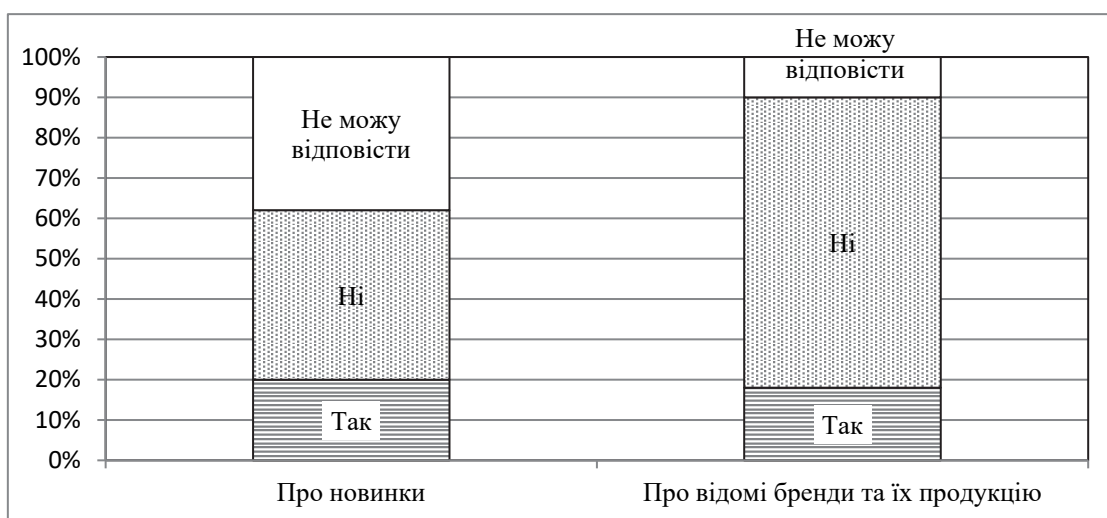 Не можу
відповісти
100%
90%
80%
70%
60%
50%
40%
30%
20%
10%
0%
Не можу
відповісти
Ні
Ні
Так
Так
Про новинки
Про відомі бренди та їх продукцію